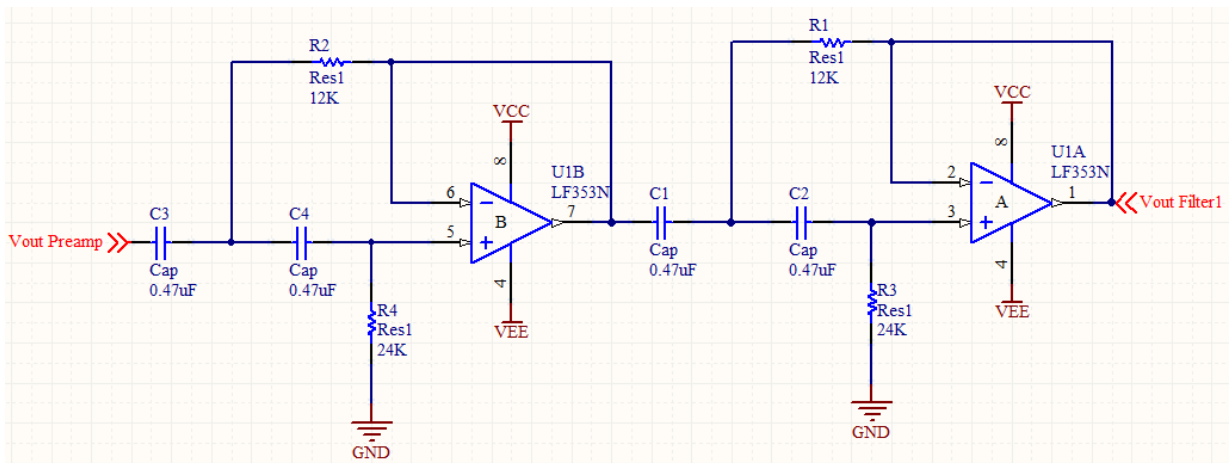 R2
Res1
12K
VCC
8
U1B
LF353N
6
B
7
5
4
VEE
Vout Preamp
C3
Cap
0.47uF
C4
Cap
0.47uF
R4
Res1
24K
GND
R1
Res1
12K
VCC
8
U1A
LF353N
2
A
1
3
4
VEE
Vout Filter1
C1
Cap
0.47uF
C2
Cap
0.47uF
R3
Res1
24K
GND